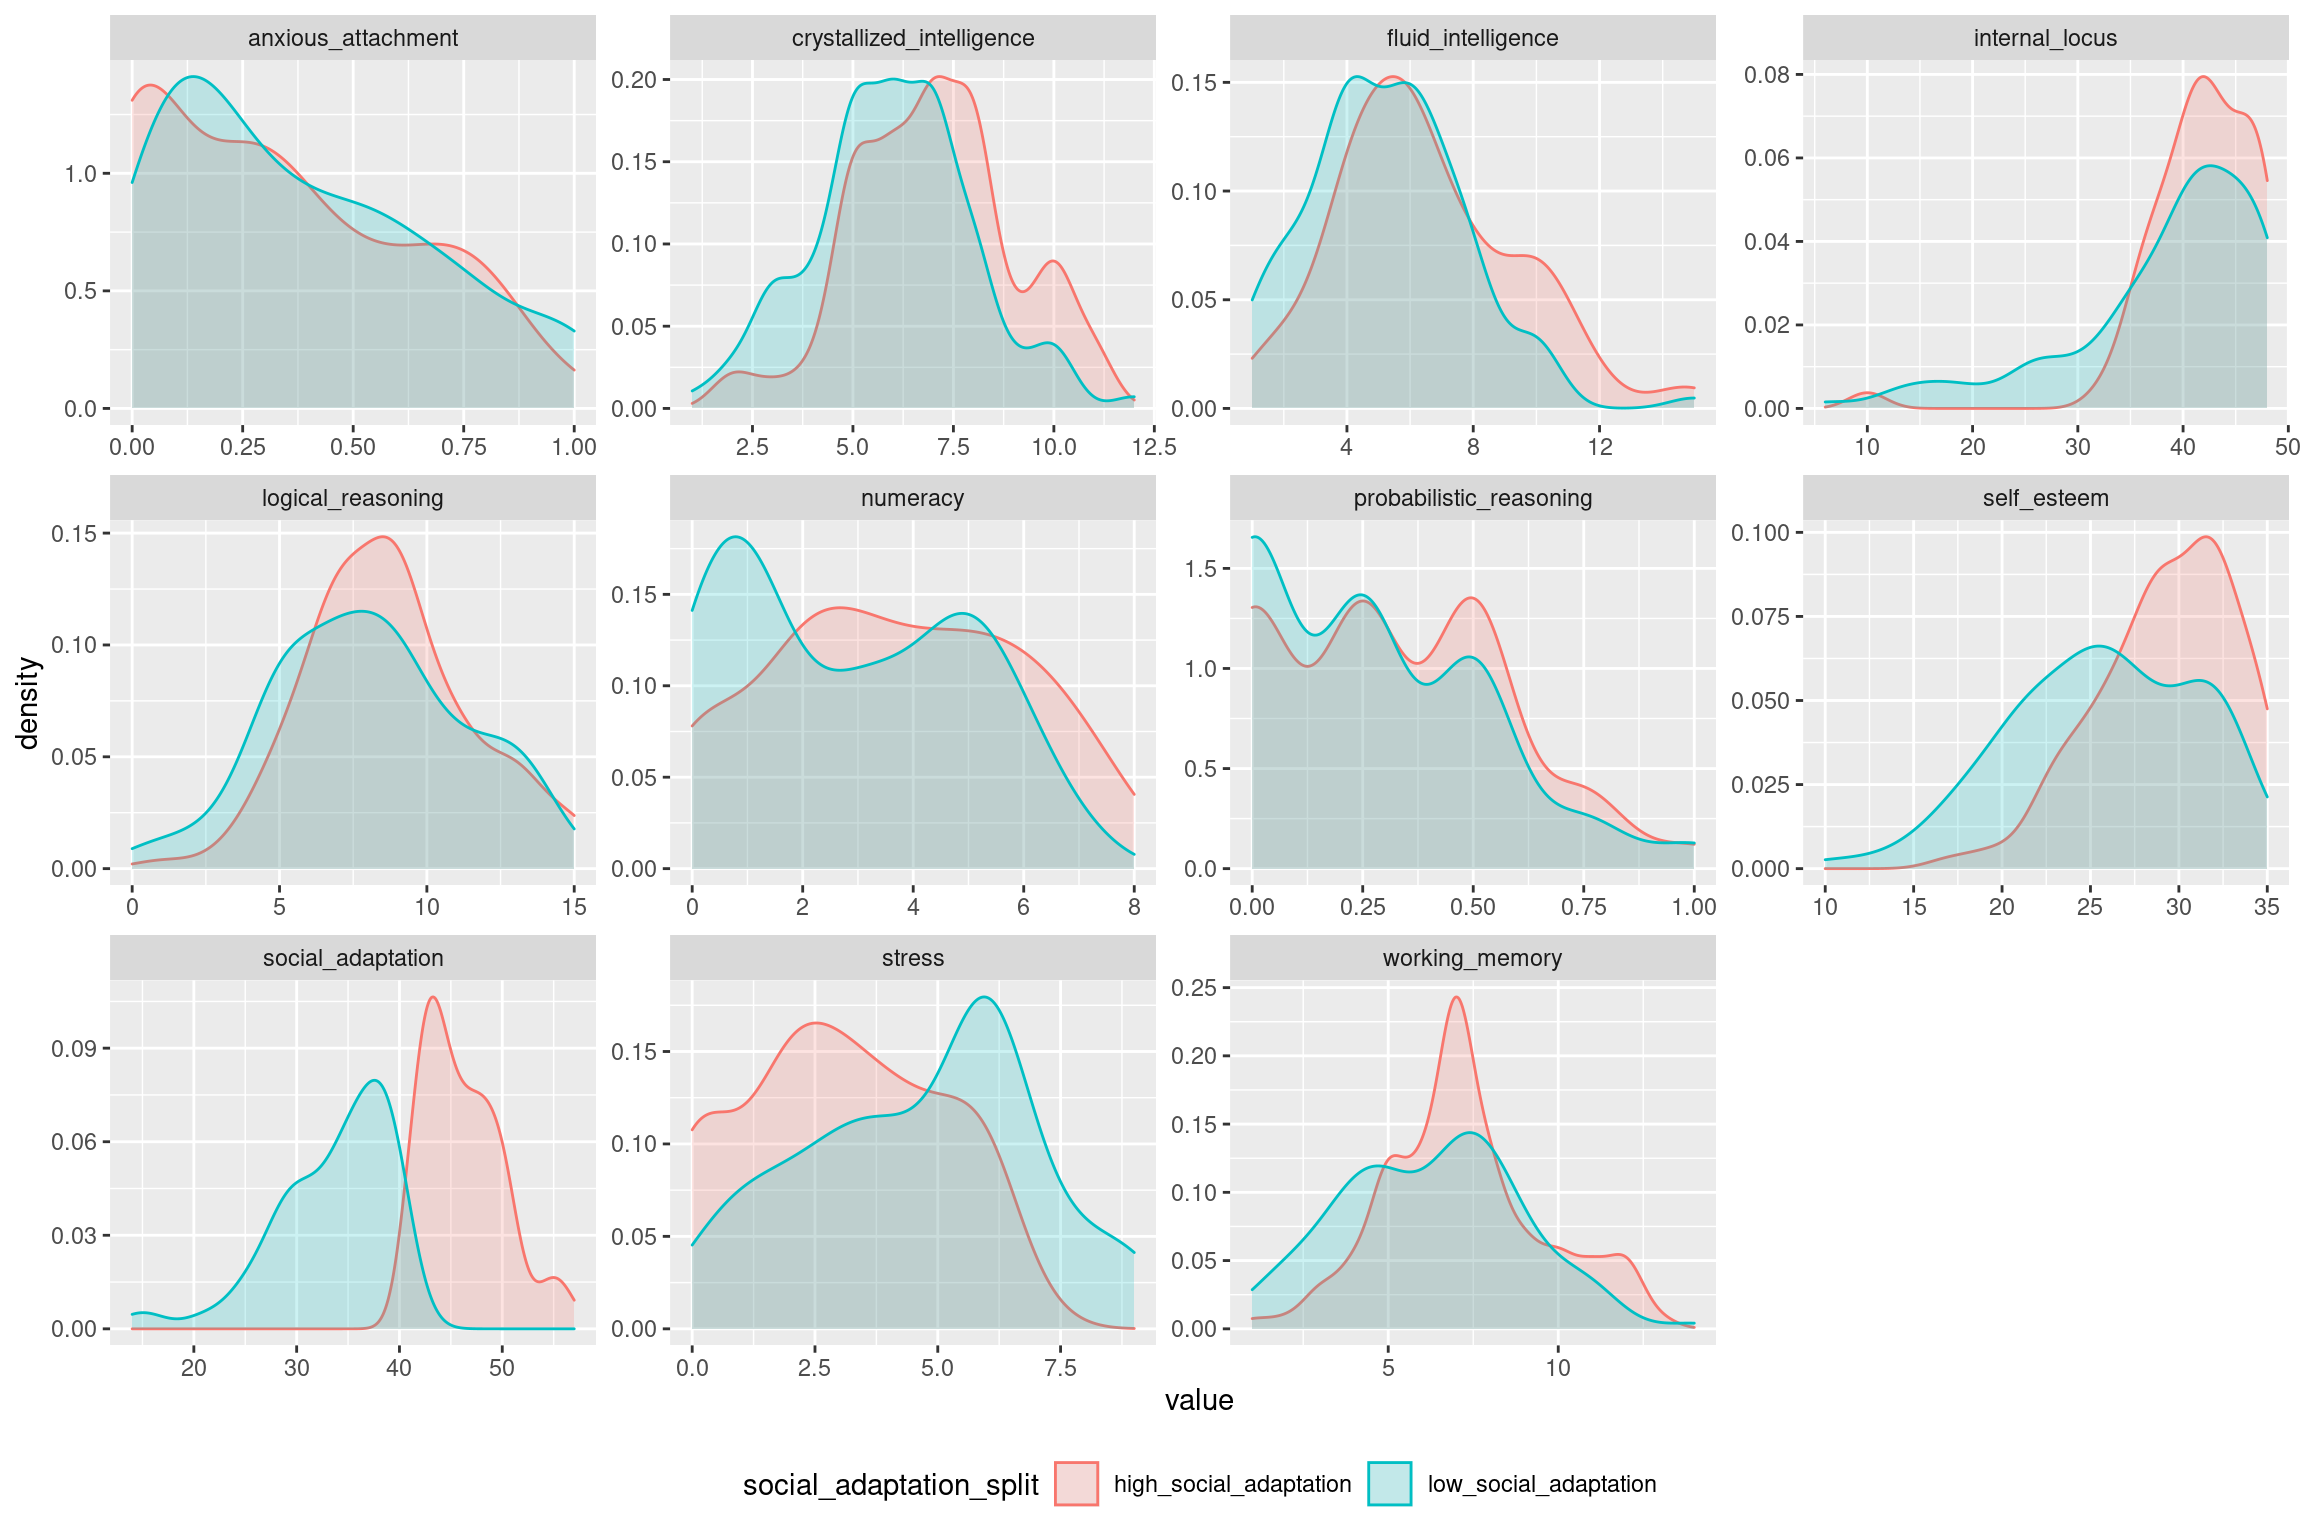 anxious_attachment crystallized_intelligence fluid_intelligence internal_locus
0.0 0.5 1.0
0.00 0.25 0.50 0.75 1.00
0.00 0.05 0.10 0.15 0.20
2.5 5.0 7.5 10.0 12.5
0.00 0.05 0.10 0.15
4 8 12
0.00 0.02 0.04 0.06 0.08
10 20 30 40 50
logical_reasoning numeracy probabilistic_reasoning self_esteem
0.00 0.05 0.10 0.15
0 5 10 15
0.00 0.05 0.10 0.15
0 2 4 6 8
0.0 0.5 1.0 1.5
0.00 0.25 0.50 0.75 1.00
0.000 0.025 0.050 0.075 0.100
10 15 20 25 30 35
density
social_adaptation stress working_memory
0.00 0.03 0.06 0.09
20 30 40 50
0.00 0.05 0.10 0.15
0.0 2.5 5.0 7.5
0.00 0.05 0.10 0.15 0.20 0.25
5 10
value
social_adaptation_split high_social_adaptation low_social_adaptation